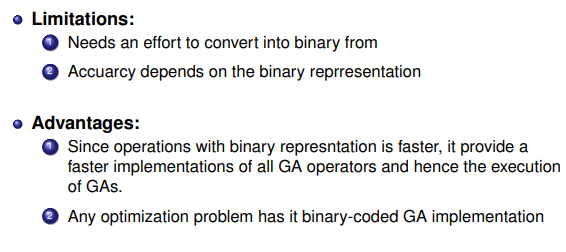 Limitations:
1 Needs an effort to convert into binary from
2 Accuarcy depends on the binary reprresentation
Advantages:
1 Since operations with binary represntation is faster, it provide a
faster implementations of all GA operators and hence the execution
of GAs.
2 Any optimization problem has it binary-coded GA implementation